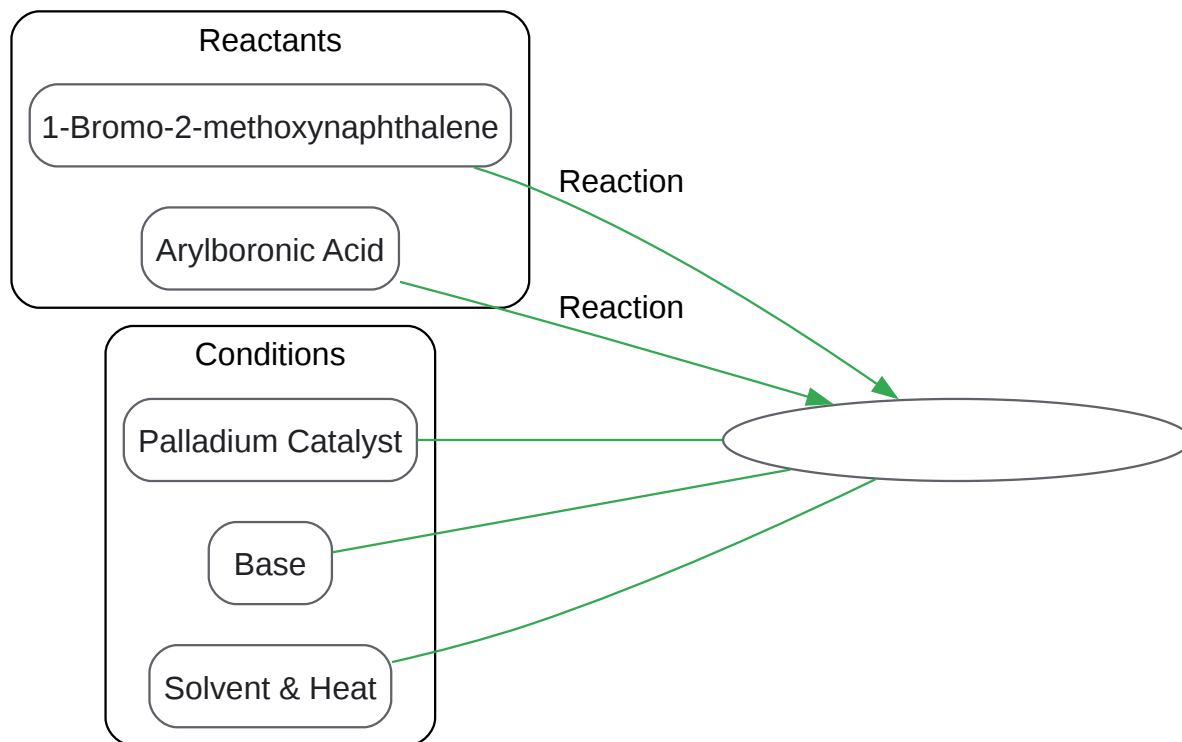 Reactants
1-Bromo-2-methoxynaphthalene
Reaction
Arylboronic Acid
Reaction
Conditions
Palladium Catalyst
Base
Solvent & Heat